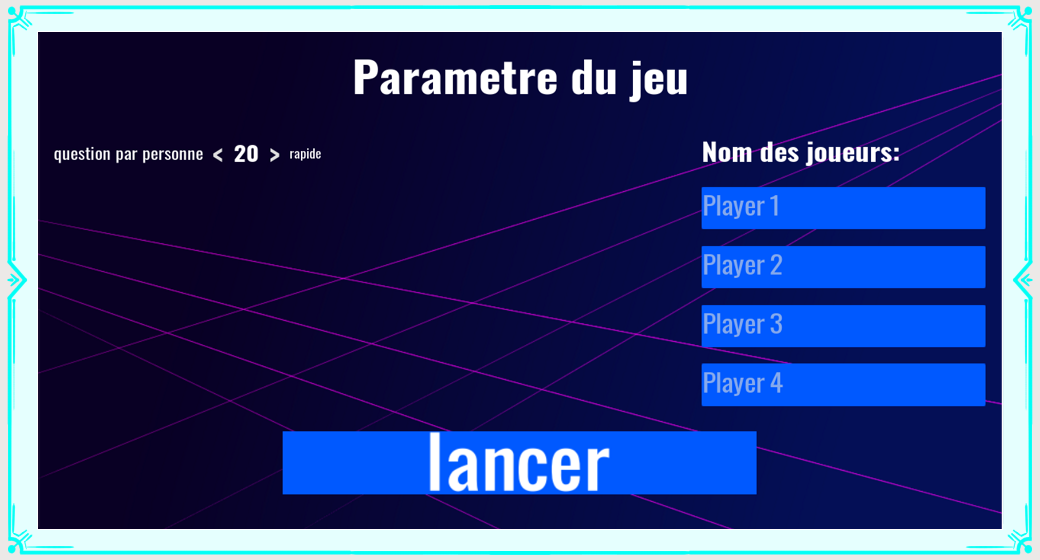 Parametre du jeu
question par personne < 20 > rapide
Nom des joueurs:
Player 1
Player 2
Player 3
Player 4
lancer